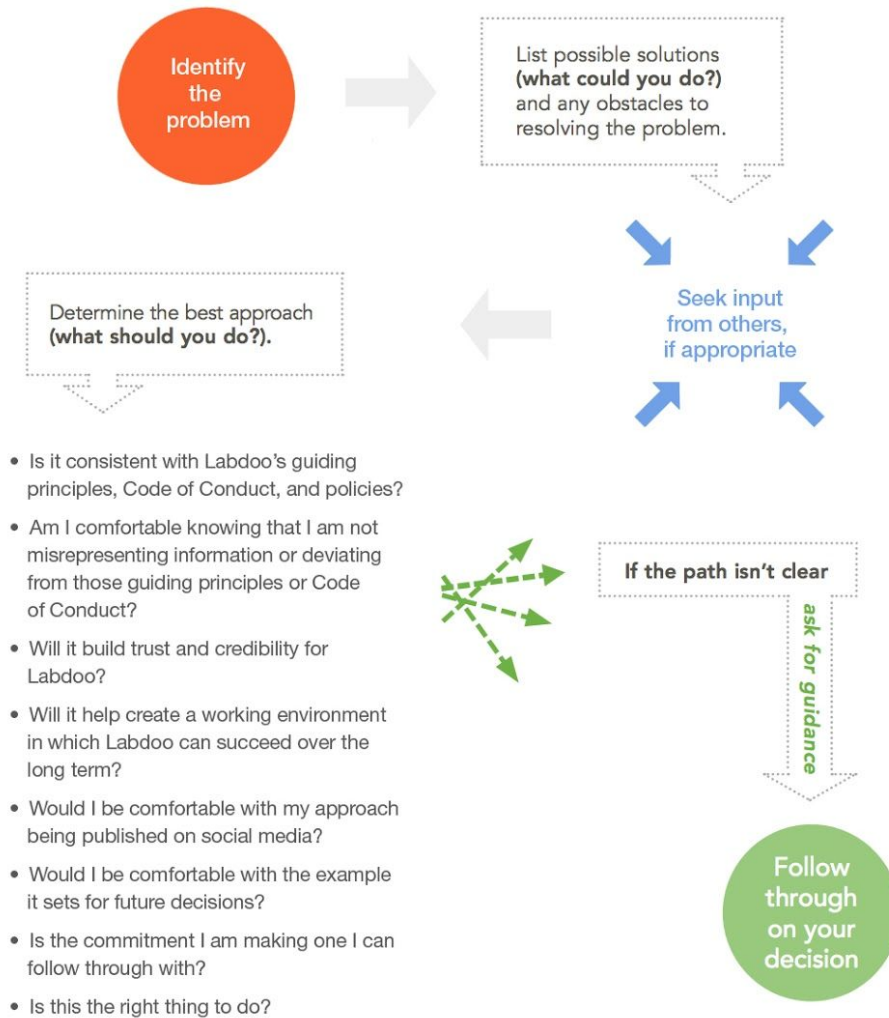 Identify
the
problem
List possible solutions
(what could you do?)
and any obstacles to
resolving the problem.
Seek input
from others,
if appropriate
Determine the best approach
(what should you do?).
• Is it consistent with Labdoo’s guiding
principles, Code of Conduct, and policies?
• Am I comfortable knowing that I am not
misrepresenting information or deviating
from those guiding principles or Code
of Conduct?
• Will it build trust and credibility for
Labdoo?
• Will it help create a working environment
in which Labdoo can succeed over the
long term?
• Would I be comfortable with my approach
being published on social media?
• Would I be comfortable with the example
it sets for future decisions?
• Is the commitment I am making one I can
follow through with?
• Is this the right thing to do?
If the path isn’t clear
ask for guidance
Follow
through
on your
decision